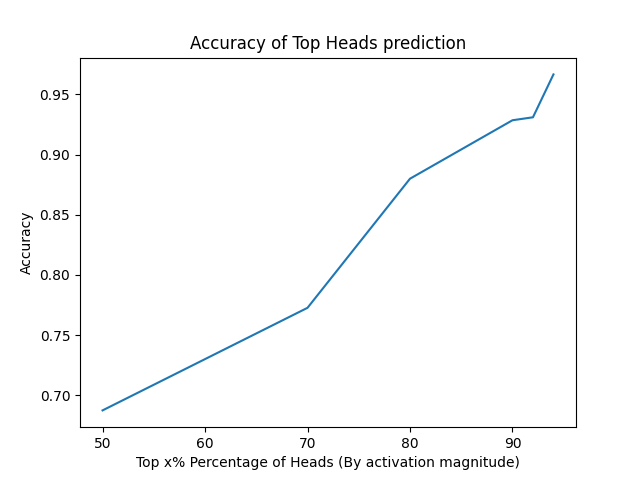 Accuracy of Top Heads prediction
0.95
0.90
0.85
0.80
0.75
0.70
Accuracy
50 60 70 80 90
Top x% Percentage of Heads (By activation magnitude)